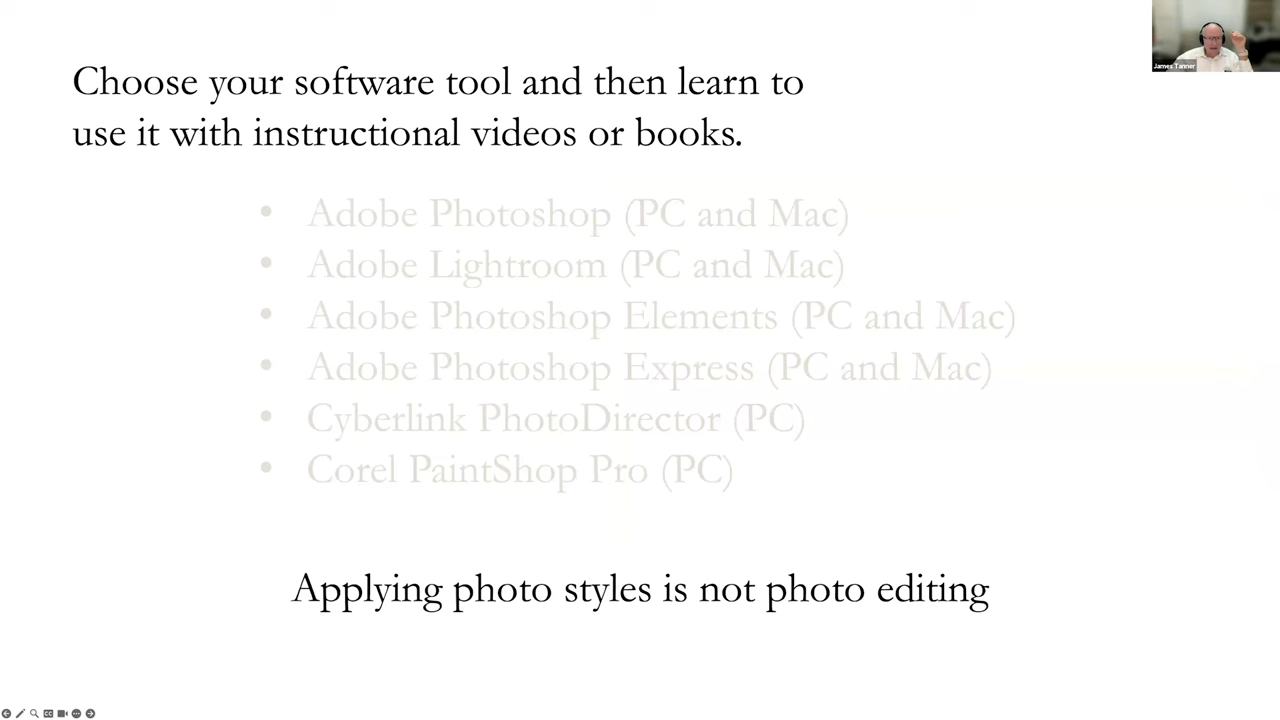 James Tanner
Choose your software tool and then learn to
use it with instructional videos or books.
• Adobe Photoshop (PC and Mac)
• Adobe Lightroom (PC and Mac)
• Adobe Photoshop Elements (PC and Mac)
• Adobe Photoshop Express (PC and Mac)
• Cyberlink PhotoDirector (PC)
• Corel PaintShop Pro (PC)
Applying photo styles is not photo editing